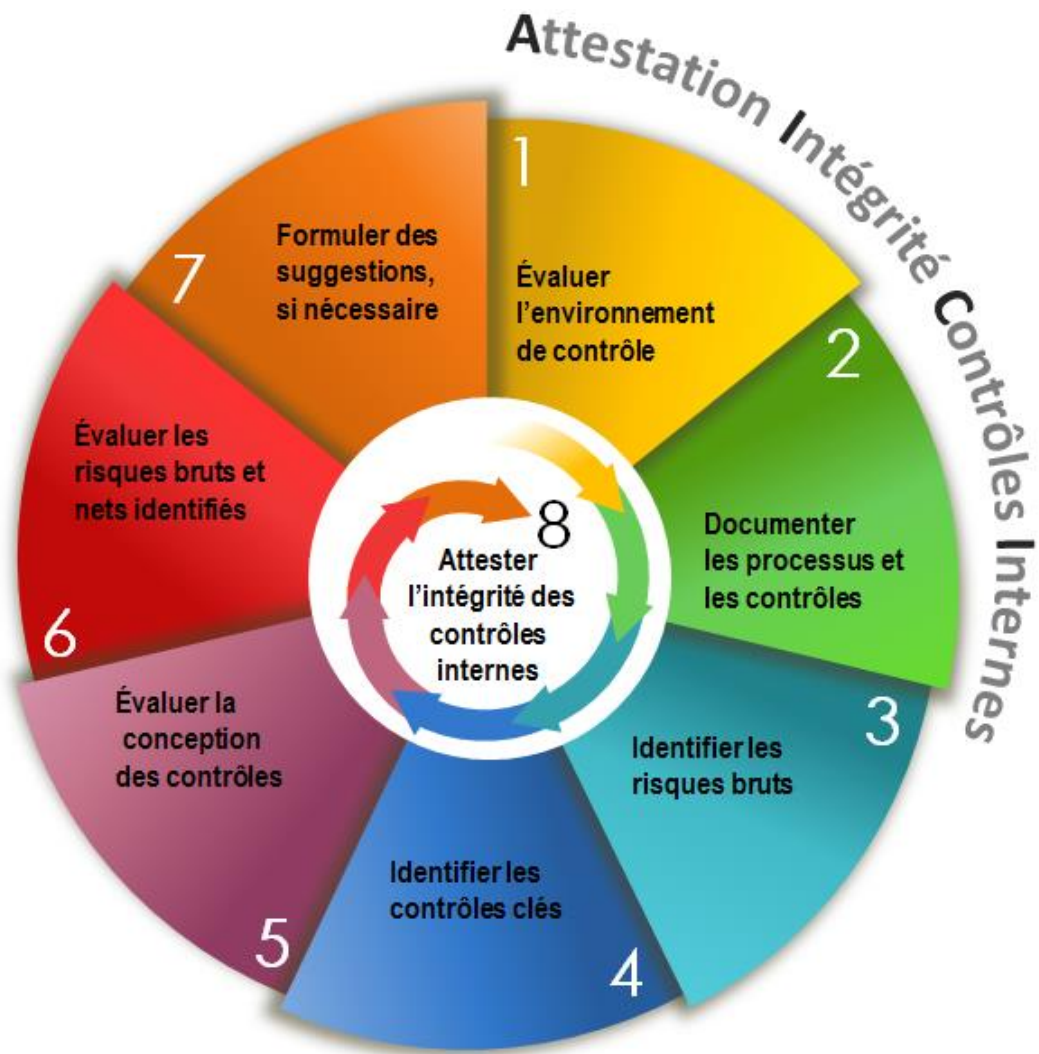 Attestation Intégrité Contrôles Internes
1
Évaluer
l'environnement
de contrôle
2
Documenter
les processus et
les contrôles
3
Identifier les
risques bruts
4
Identifier les
contrôles clés
5
Évaluer la
conception
des contrôles
6
Évaluer les
risques bruts et
nets identifiés
7
Formuler des
suggestions,
si nécessaire
8
Attester
l'intégrité des
contrôles
internes